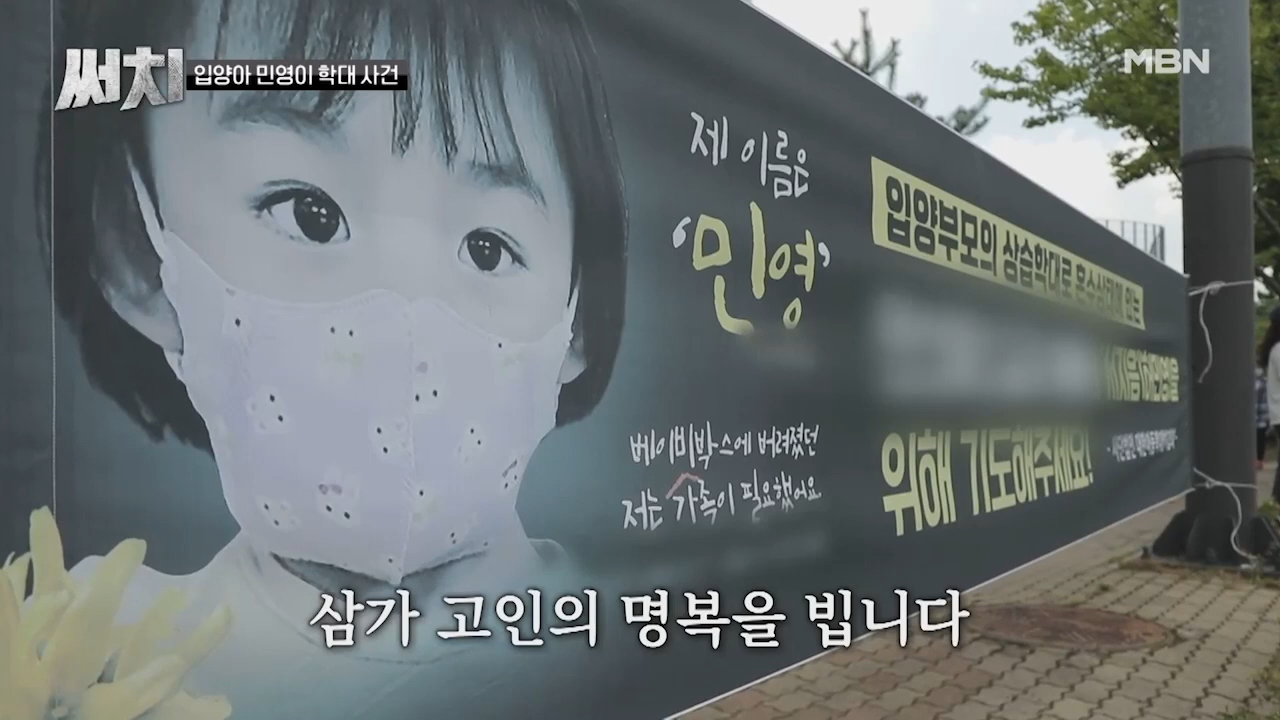 써치
입양아 민영이 학대 사건
MBN
제 이름은
'민영'
입양부모의 상습학대로 혼수상태에 있는
베이비박스에 버려졌던
저는 가족이 필요했어요
위해 기도해주세요!
삼가 고인의 명복을 빕니다